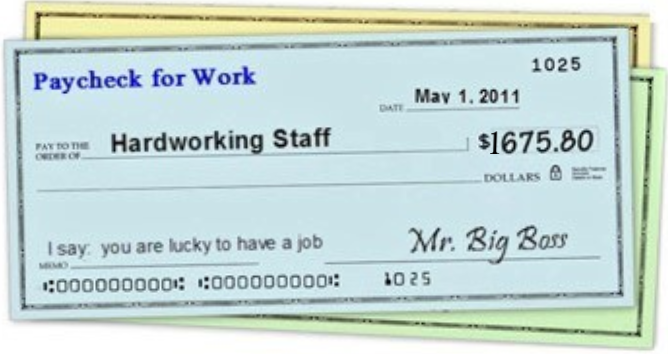 Paycheck for Work
1025
DATE May 1. 2011
PAY TO THE
ORDER OF Hardworking Staff $1675.80
DOLLARS
I say: you are lucky to have a job
Mr. Big Boss
MEMO
⑆000000000⑆ ⑆000000000⑆ 1025